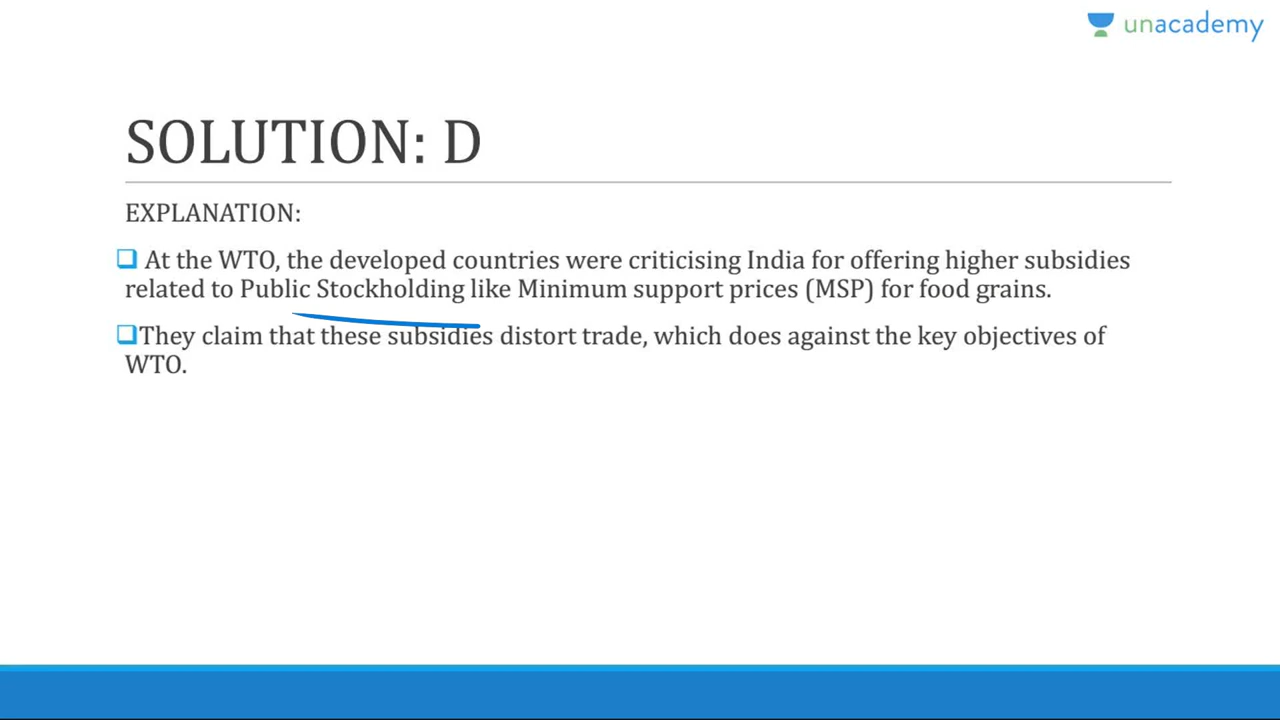 unacademy
SOLUTION: D
EXPLANATION:
At the WTO, the developed countries were criticising India for offering higher subsidies
related to Public Stockholding like Minimum support prices (MSP) for food grains.
They claim that these subsidies distort trade, which does against the key objectives of
WTO.